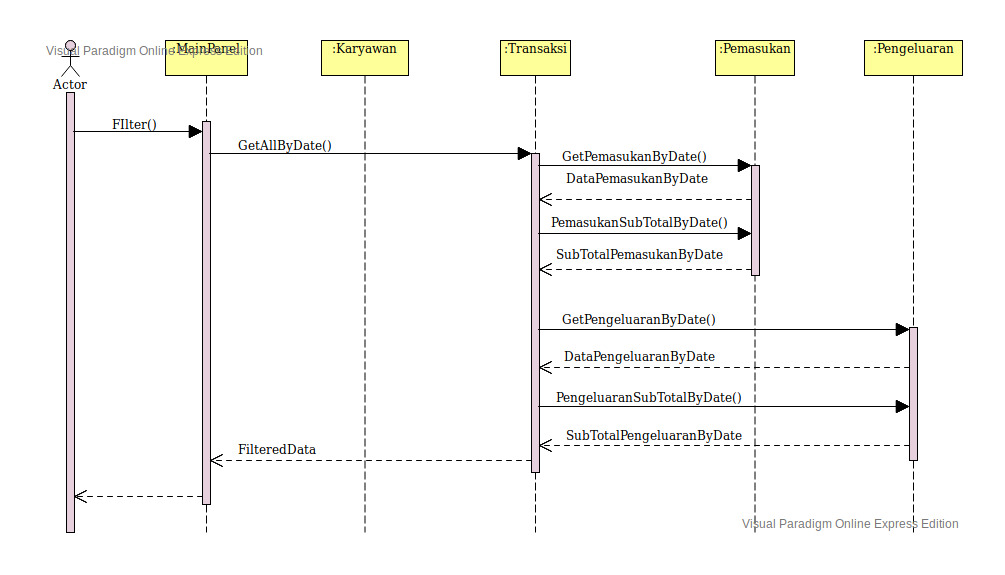 Visual Paradigm Online Express Edition
:MainPanel
:Karyawan
:Transaksi
:Pemasukan
:Pengeluaran
Actor
FIlter()
GetAllByDate()
GetPemasukanByDate()
DataPemasukanByDate
PemasukanSubTotalByDate()
SubTotalPemasukanByDate
GetPengeluaranByDate()
DataPengeluaranByDate
PengeluaranSubTotalByDate()
SubTotalPengeluaranByDate
FilteredData
Visual Paradigm Online Express Edition